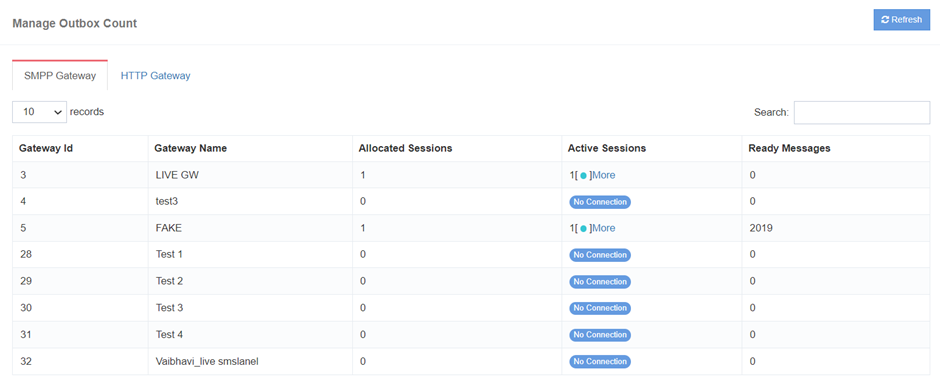 Manage Outbox Count
Refresh
SMPP Gateway HTTP Gateway
10 records Search:
Gateway Id Gateway Name Allocated Sessions Active Sessions Ready Messages
3 LIVE GW 1 1[ ● ]More 0
4 test3 0 No Connection 0
5 FAKE 1 1[ ● ]More 2019
28 Test 1 0 No Connection 0
29 Test 2 0 No Connection 0
30 Test 3 0 No Connection 0
31 Test 4 0 No Connection 0
32 Vaibhavi_live smslanel 0 No Connection 0